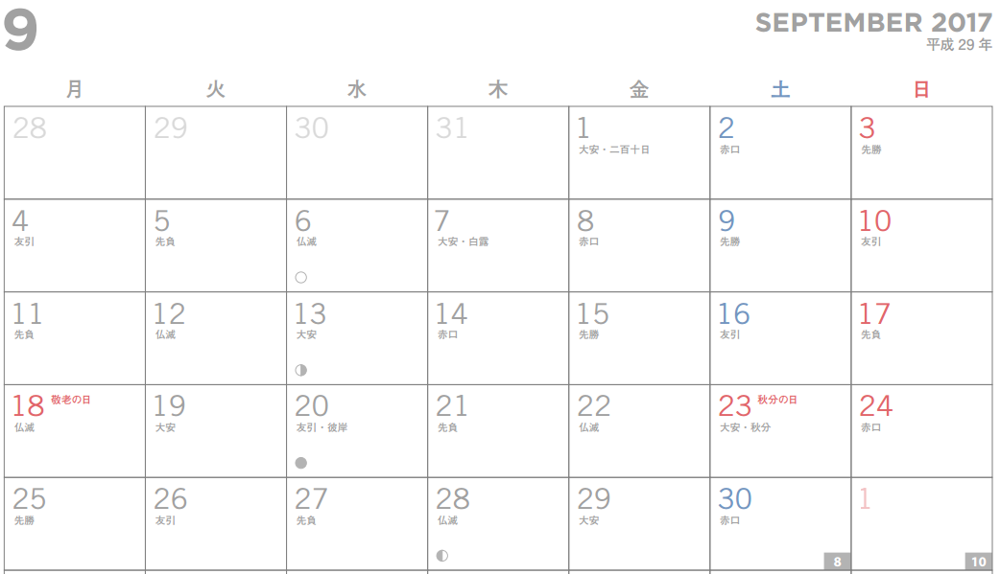 9
SEPTEMBER 2017
平成 29 年
月 火 水 木 金 土 日
28 29 30 31 1 2 3
大安・二百十日 赤口 先勝
4 5 6 7 8 9 10
友引 先負 仏滅 大安・白露 赤口 先勝 友引
11 12 13 14 15 16 17
先負 仏滅 大安 赤口 先勝 友引 先負
18 敬老の日 19 20 21 22 23 秋分の日 24
仏滅 大安 友引・彼岸 先負 仏滅 大安・秋分 赤口
25 26 27 28 29 30 1
先勝 友引 先負 仏滅 大安 赤口
8 10